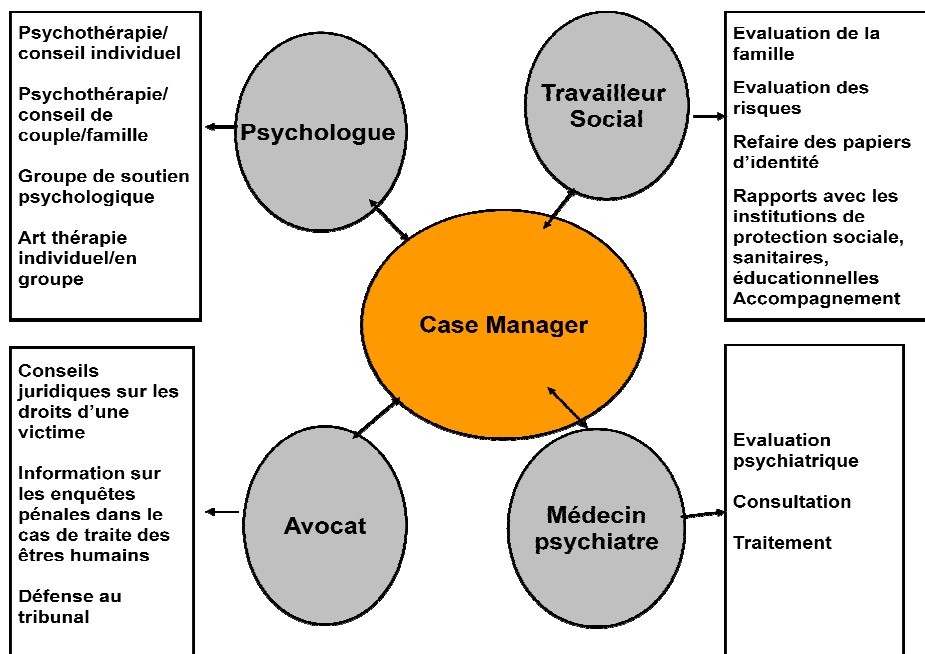 Psychothérapie/
conseil individuel
Psychothérapie/
conseil de
couple/famille
Groupe de soutien
psychologique
Art thérapie
individuel/en
groupe
Psychologue
Travailleur
Social
Evaluation de la
famille
Evaluation des
risques
Refaire des papiers
d'identité
Rapports avec les
institutions de
protection sociale,
sanitaires,
éducationnelles
Accompagnement
Case Manager
Conseils
juridiques sur les
droits d'une
victime
Information sur
les enquêtes
pénales dans le
cas de traite des
êtres humains
Défense au
tribunal
Avocat
Médecin
psychiatre
Evaluation
psychiatrique
Consultation
Traitement